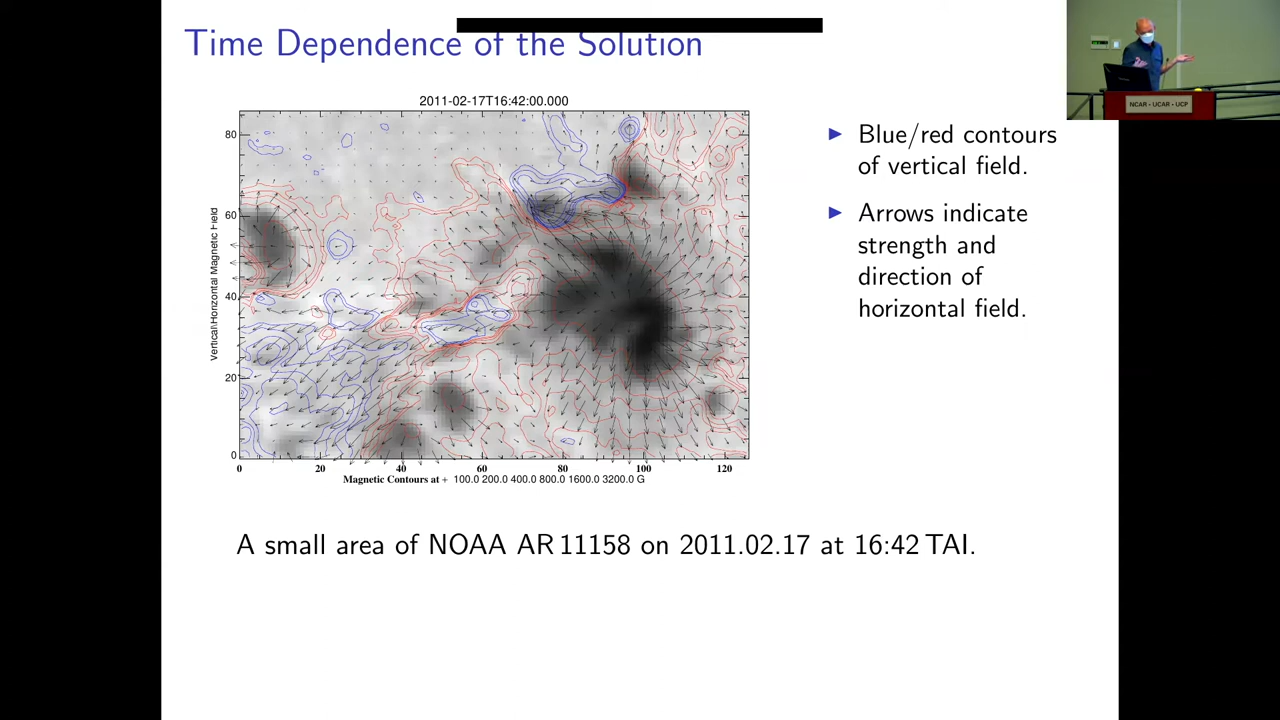 Time Dependence of the Solution
2011-02-17T16:42:00.000
Vertical\Horizontal Magnetic Field
80
60
40
20
0
0 20 40 60 80 100 120
Magnetic Contours at + 100.0 200.0 400.0 800.0 1600.0 3200.0 G
Blue/red contours
of vertical field.
Arrows indicate
strength and
direction of
horizontal field.
A small area of NOAA AR 11158 on 2011.02.17 at 16:42 TAI.
NCAR • UCAR • UCP